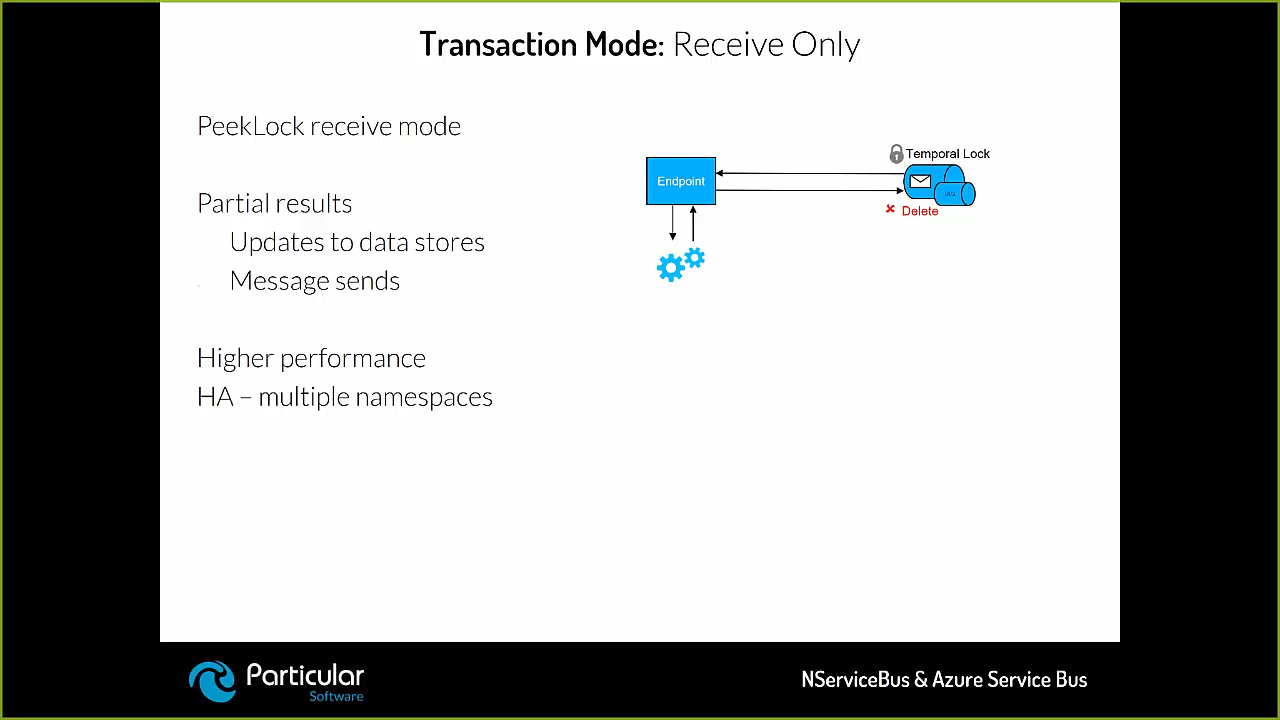 Transaction Mode: Receive Only
PeekLock receive mode
Partial results
Updates to data stores
Message sends
Higher performance
HA – multiple namespaces
Temporal Lock
Endpoint
Delete
Particular
Software
NServiceBus & Azure Service Bus